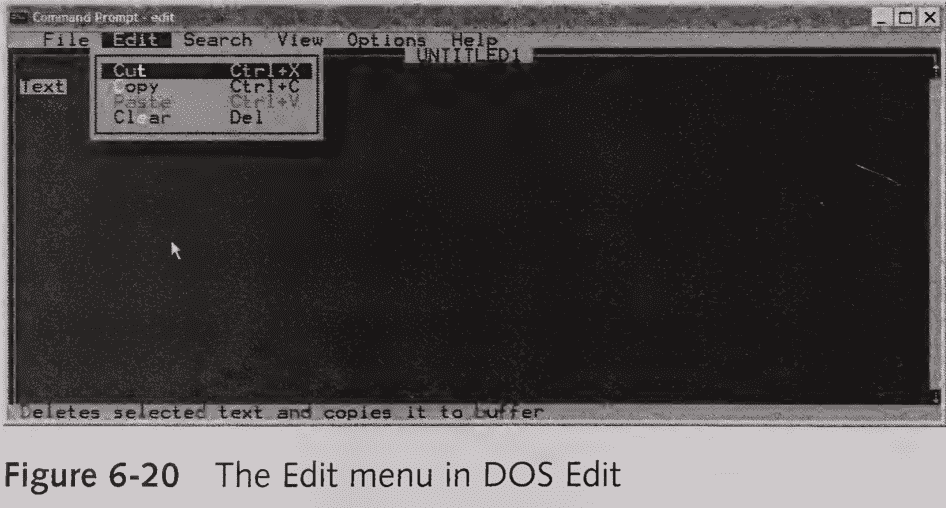 Command Prompt - edit
File Edit Search View Options Help
UNTITLED1
Cut Ctrl+X
Text
Copy Ctrl+C
Paste Ctrl+V
Clear Del
Deletes selected text and copies it to buffer
Figure 6-20 The Edit menu in DOS Edit